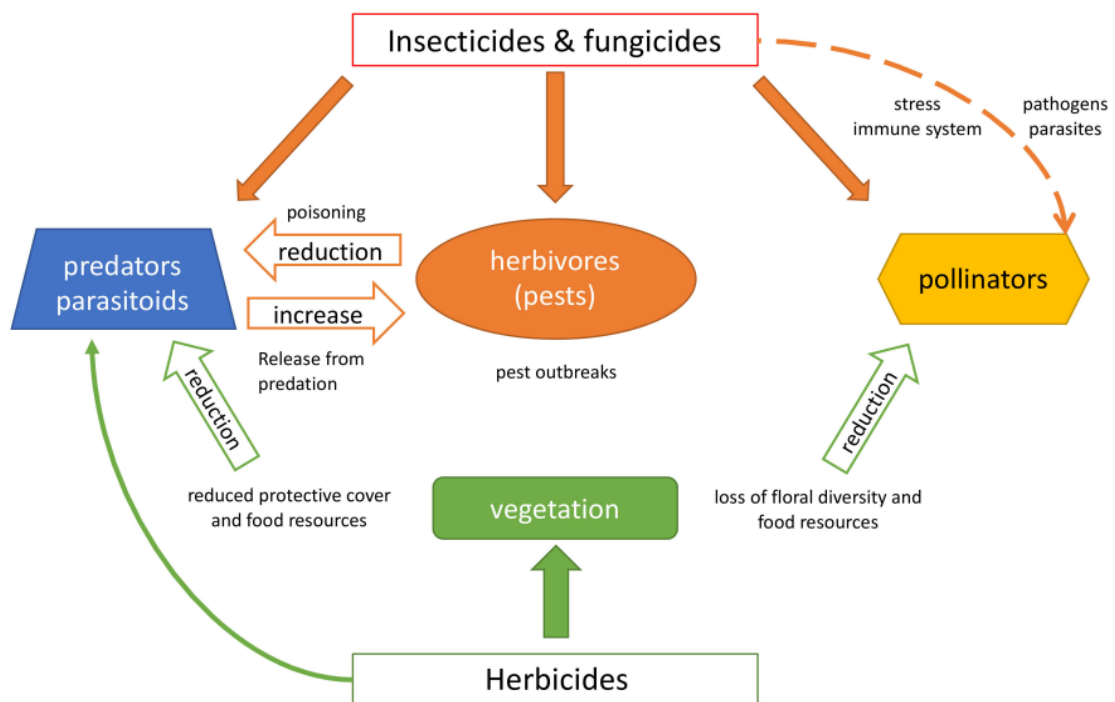 Insecticides & fungicides
stress
immune system
pathogens
parasites
poisoning
reduction
predators
parasitoids
herbivores
(pests)
pollinators
increase
Release from
predation
pest outbreaks
reduction
reduction
reduced protective cover
and food resources
vegetation
loss of floral diversity and
food resources
Herbicides